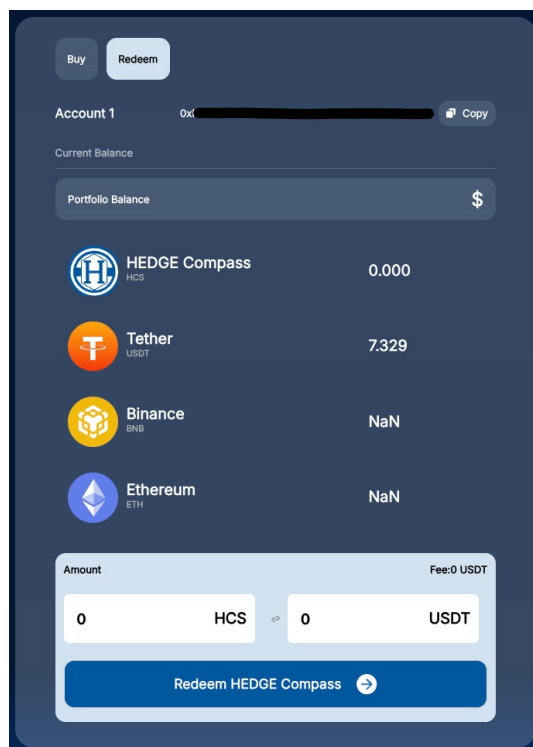 Buy Redeem
Account 1 0x Copy
Current Balance
Portfolio Balance $
HEDGE Compass 0.000
HCS
Tether 7.329
USDT
Binance NaN
BNB
Ethereum NaN
ETH
Amount Fee:0 USDT
0 HCS 0 USDT
Redeem HEDGE Compass